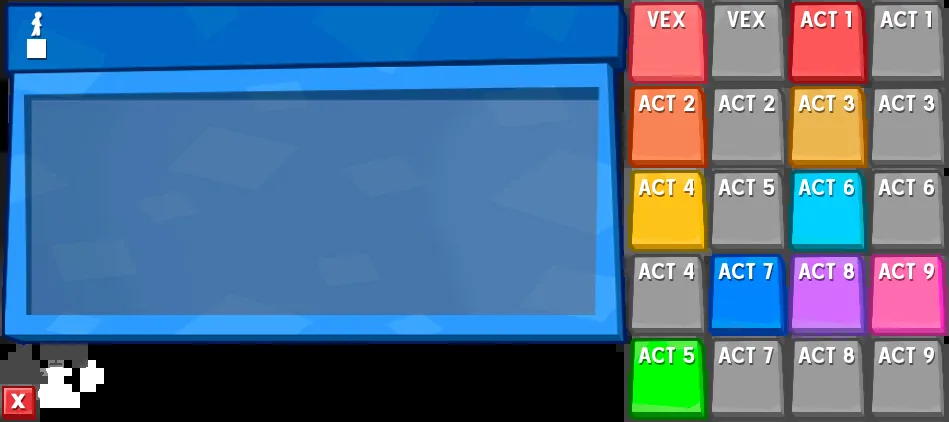 VEX VEX ACT 1 ACT 1
ACT 2 ACT 2 ACT 3 ACT 3
ACT 4 ACT 5 ACT 6 ACT 6
ACT 4 ACT 7 ACT 8 ACT 9
ACT 5 ACT 7 ACT 8 ACT 9
X